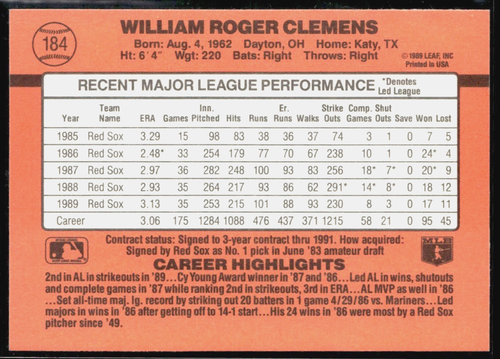 184
WILLIAM ROGER CLEMENS
Born: Aug. 4, 1962 Dayton, OH Home: Katy, TX
Ht: 6' 4" Wgt: 220 Bats: Right Throws: Right
© 1989 LEAF, INC
Printed in USA
RECENT MAJOR LEAGUE PERFORMANCE *Denotes Led League
Year Team Name ERA Games Inn. Pitched Hits Runs Er. Runs Walks Strike Outs Comp. Games Shut Outs Save Won Lost
1985 Red Sox 3.29 15 98 83 38 36 37 74 3 1 0 7 5
1986 Red Sox 2.48* 33 254 179 77 70 67 238 10 1 0 24* 4
1987 Red Sox 2.97 36 282 248 100 93 83 256 18* 7* 0 20* 9
1988 Red Sox 2.93 35 264 217 93 86 62 291* 14* 8* 0 18 12
1989 Red Sox 3.13 35 253 215 101 88 93 230 8 3 0 17 11
Career 3.06 175 1284 1088 476 437 371 1215 58 21 0 95 45
Contract status: Signed to 3-year contract thru 1991. How acquired:
Signed by Red Sox as No. 1 pick in June '83 amateur draft
CAREER HIGHLIGHTS
2nd in AL in strikeouts in '89...Cy Young Award winner in '87 and '86...Led AL in wins, shutouts
and complete games in '87 while ranking 2nd in strikeouts, 3rd in ERA...AL MVP as well in '86
...Set all-time maj. lg. record by striking out 20 batters in 1 game 4/29/86 vs. Mariners...Led
majors in wins in '86 after getting off to 14-1 start...His 24 wins in '86 were most by a Red Sox
pitcher since '49.